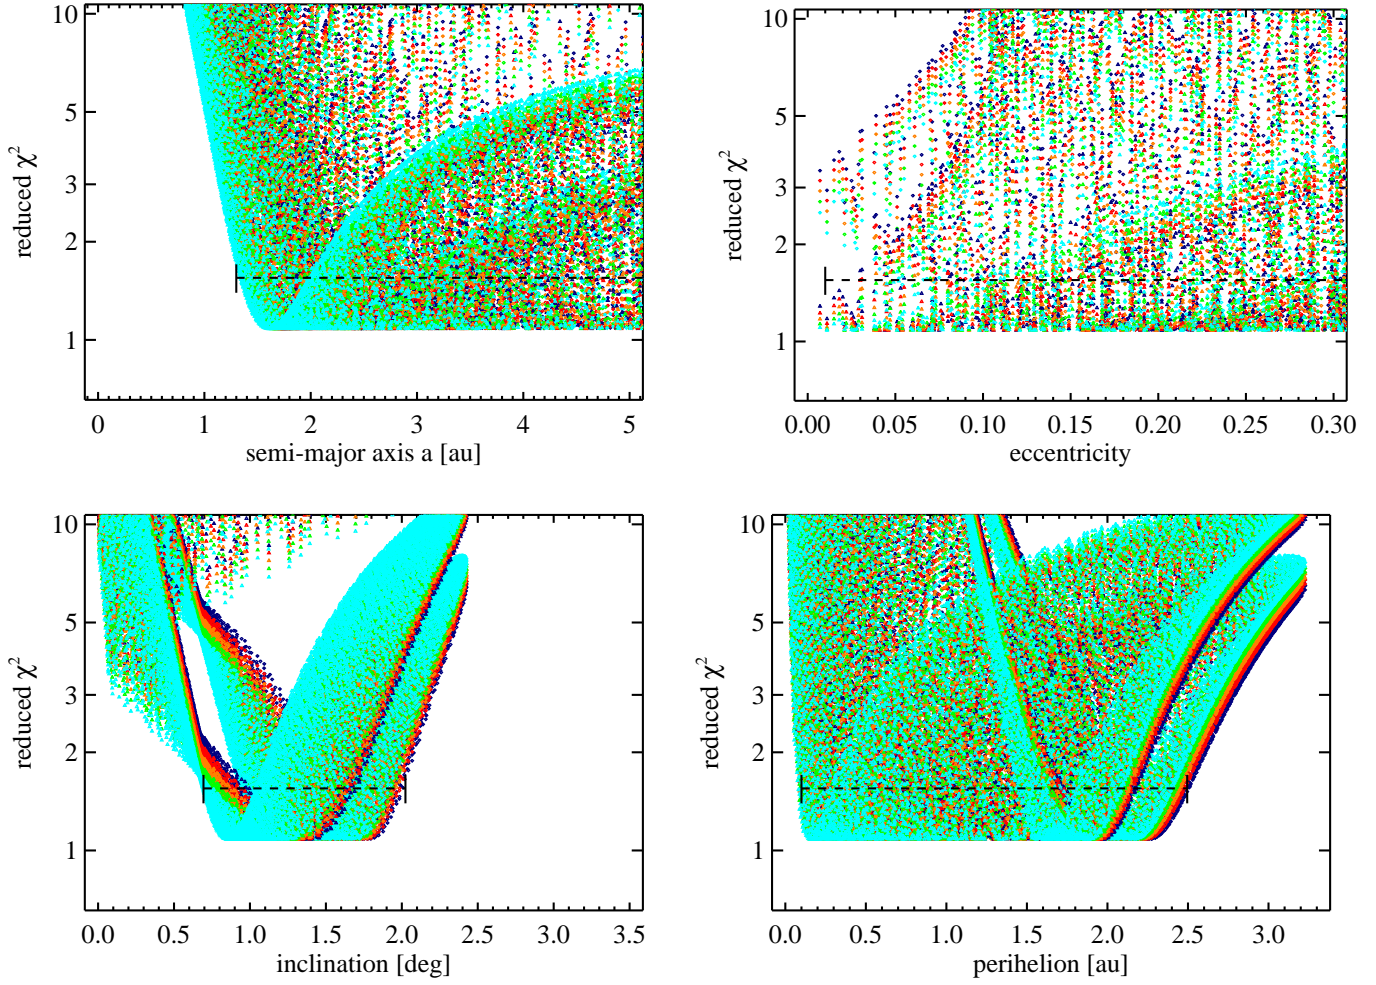 10
5
3
2
1
reduced χ²
0 1 2 3 4 5
semi-major axis a [au]
10
5
3
2
1
reduced χ²
0.00 0.05 0.10 0.15 0.20 0.25 0.30
eccentricity
10
5
3
2
1
reduced χ²
0.0 0.5 1.0 1.5 2.0 2.5 3.0 3.5
inclination [deg]
10
5
3
2
1
reduced χ²
0.0 0.5 1.0 1.5 2.0 2.5 3.0
perihelion [au]